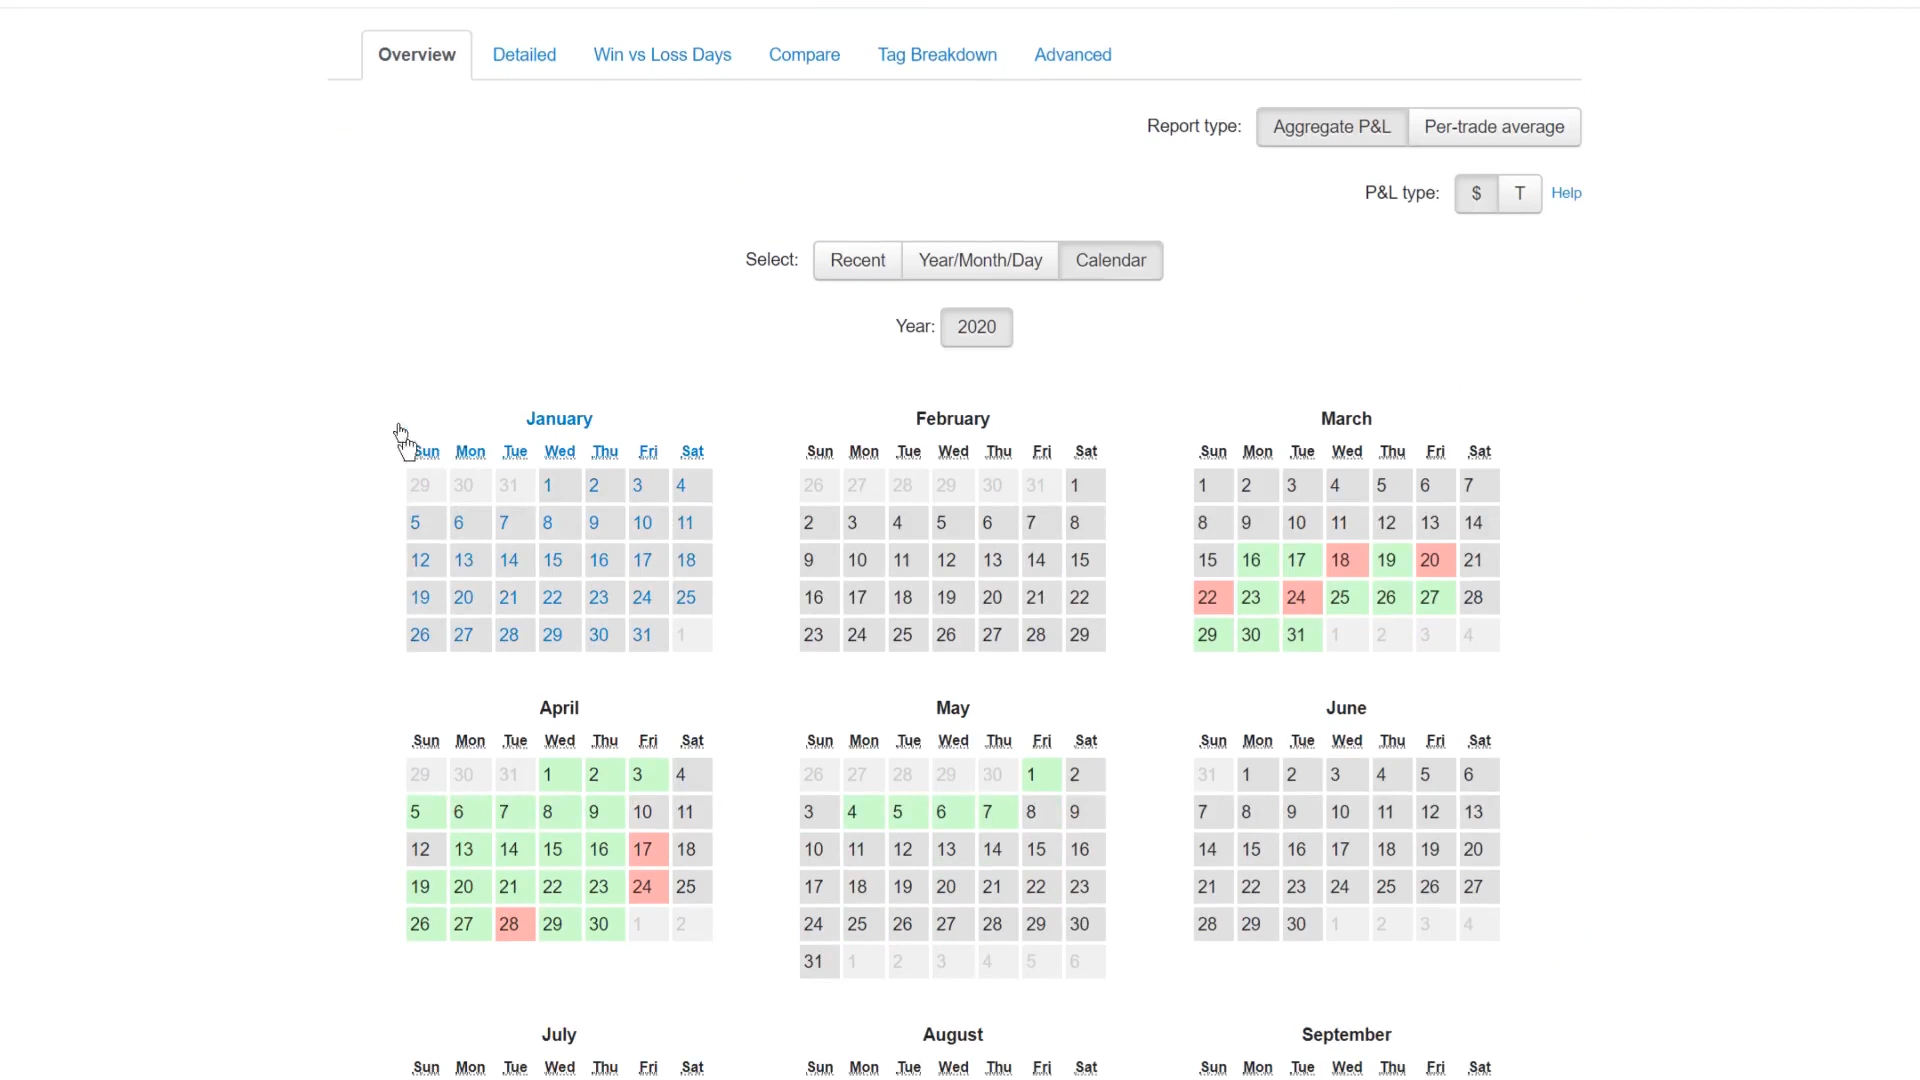 Overview Detailed Win vs Loss Days Compare Tag Breakdown Advanced
Report type: Aggregate P&L Per-trade average
P&L type: $ T Help
Select: Recent Year/Month/Day Calendar
Year: 2020
January February March
Sun Mon Tue Wed Thu Fri Sat Sun Mon Tue Wed Thu Fri Sat Sun Mon Tue Wed Thu Fri Sat
29 30 31 1 2 3 4 26 27 28 29 30 31 1 1 2 3 4 5 6 7
5 6 7 8 9 10 11 2 3 4 5 6 7 8 8 9 10 11 12 13 14
12 13 14 15 16 17 18 9 10 11 12 13 14 15 15 16 17 18 19 20 21
19 20 21 22 23 24 25 16 17 18 19 20 21 22 22 23 24 25 26 27 28
26 27 28 29 30 31 1 23 24 25 26 27 28 29 29 30 31 1 2 3 4
April May June
Sun Mon Tue Wed Thu Fri Sat Sun Mon Tue Wed Thu Fri Sat Sun Mon Tue Wed Thu Fri Sat
29 30 31 1 2 3 4 26 27 28 29 30 1 2 31 1 2 3 4 5 6
5 6 7 8 9 10 11 3 4 5 6 7 8 9 7 8 9 10 11 12 13
12 13 14 15 16 17 18 10 11 12 13 14 15 16 14 15 16 17 18 19 20
19 20 21 22 23 24 25 17 18 19 20 21 22 23 21 22 23 24 25 26 27
26 27 28 29 30 1 2 24 25 26 27 28 29 30 28 29 30 1 2 3 4
31 1 2 3 4 5 6
July August September
Sun Mon Tue Wed Thu Fri Sat Sun Mon Tue Wed Thu Fri Sat Sun Mon Tue Wed Thu Fri Sat